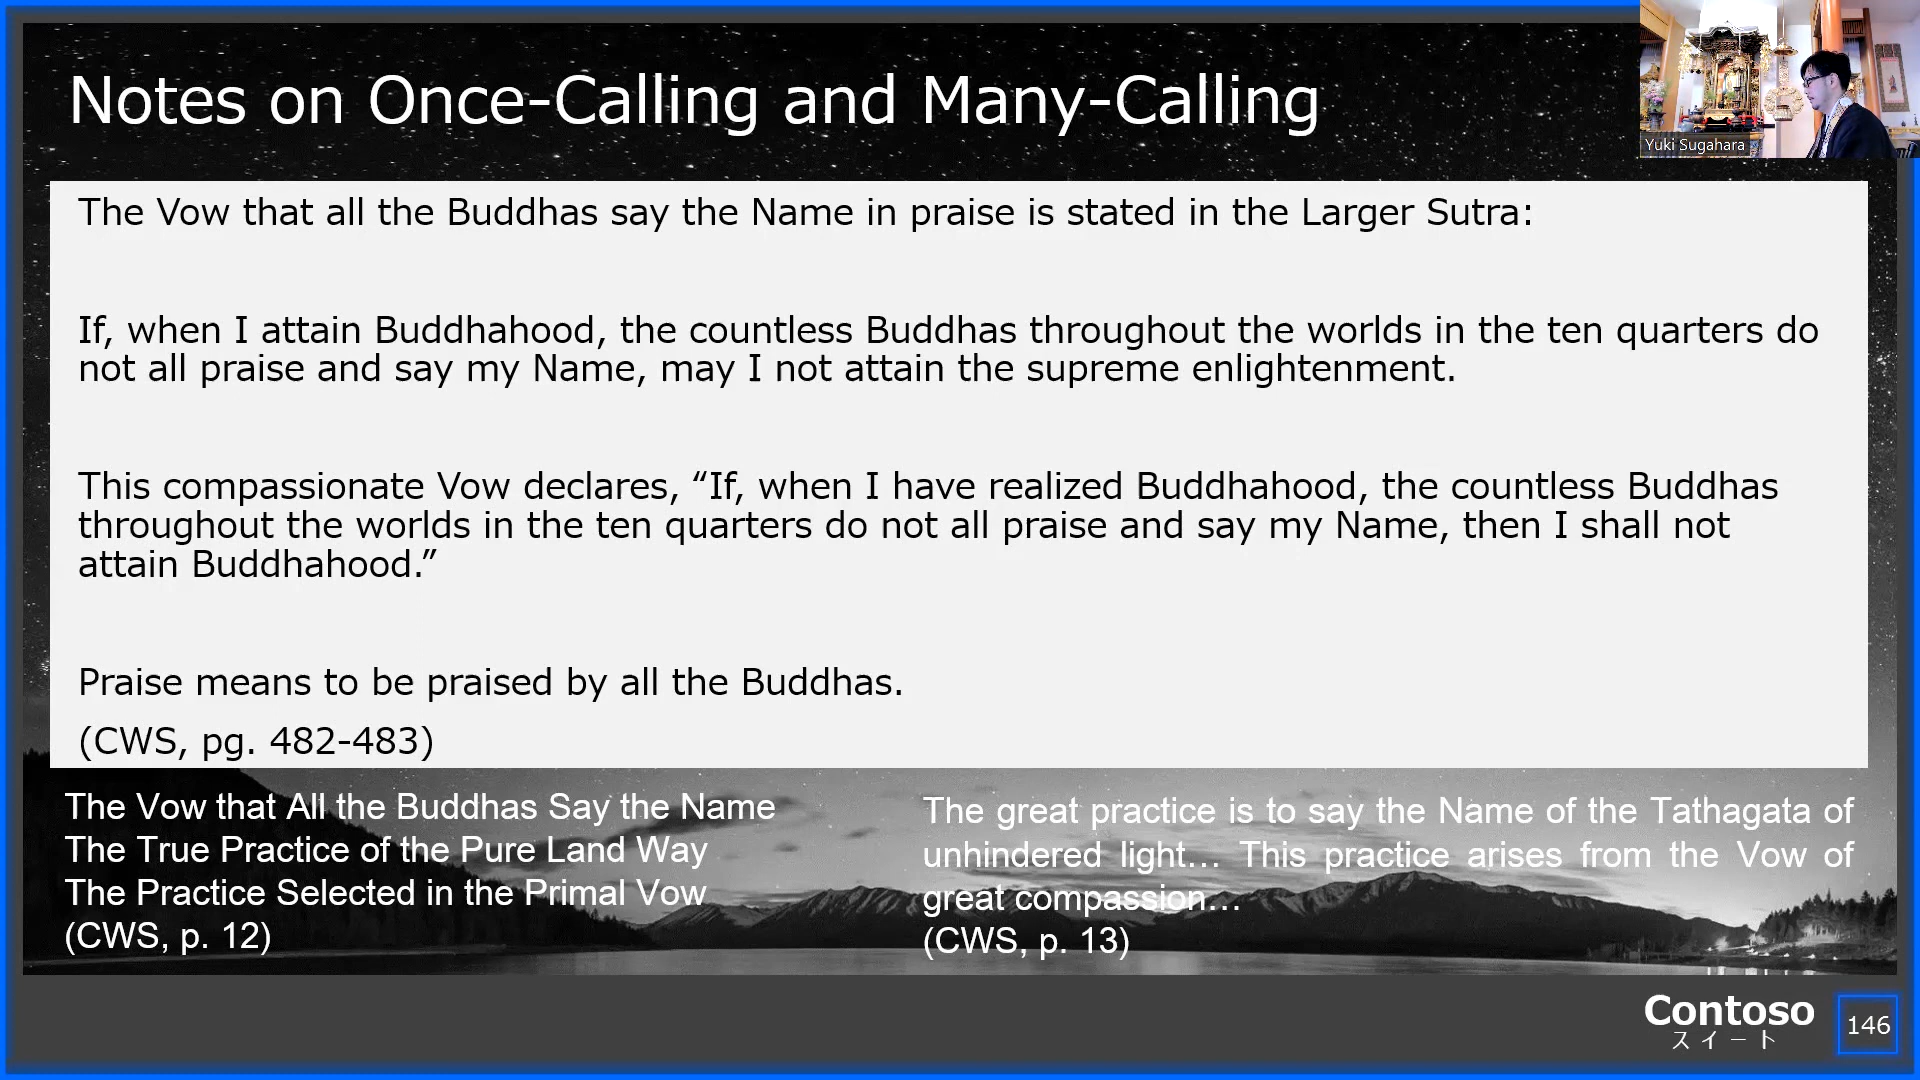 Notes on Once-Calling and Many-Calling
Yuki Sugahara
The Vow that all the Buddhas say the Name in praise is stated in the Larger Sutra:
If, when I attain Buddhahood, the countless Buddhas throughout the worlds in the ten quarters do
not all praise and say my Name, may I not attain the supreme enlightenment.
This compassionate Vow declares, “If, when I have realized Buddhahood, the countless Buddhas
throughout the worlds in the ten quarters do not all praise and say my Name, then I shall not
attain Buddhahood.”
Praise means to be praised by all the Buddhas.
(CWS, pg. 482-483)
The Vow that All the Buddhas Say the Name
The True Practice of the Pure Land Way
The Practice Selected in the Primal Vow
(CWS, p. 12)
The great practice is to say the Name of the Tathagata of
unhindered light… This practice arises from the Vow of
great compassion…
(CWS, p. 13)
Contoso
スイート
146